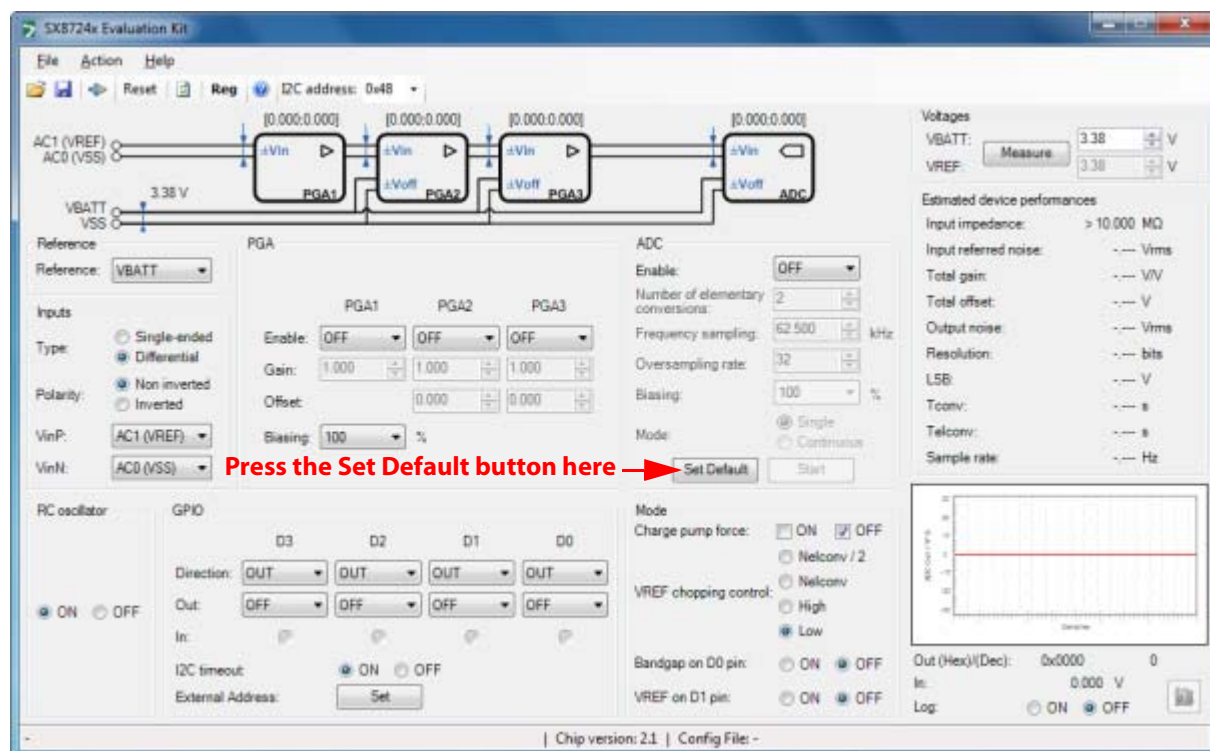 SX8724x Evaluation Kit
File Action Help
Reset Reg I2C address: 0x48
[0.000:0.000] [0.000:0.000] [0.000:0.000] [0.000:0.000]
AC1 (VREF)
AC0 (VSS)
±Vin ±Vin ±Vin ±Vin
±Voff ±Voff ±Voff
PGA1 PGA2 PGA3 ADC
3.38 V
VBATT
VSS
Voltages
VBATT: 3.38 V
Measure
VREF: 3.38 V
Estimated device performances
Input impedance: > 10.000 MΩ
Input referred noise: -.--- Vrms
Total gain: -.--- V/V
Total offset: -.--- V
Output noise: -.--- Vrms
Resolution: -.--- bits
LSB: -.--- V
Tconv: -.--- s
Telconv: -.--- s
Sample rate: -.--- Hz
Reference
Reference: VBATT
Inputs
Type: Single-ended
Differential
Polarity: Non inverted
Inverted
VinP: AC1 (VREF)
VinN: AC0 (VSS)
PGA
PGA1 PGA2 PGA3
Enable: OFF OFF OFF
Gain: 1.000 1.000 1.000
Offset: 0.000 0.000
Biasing: 100 %
ADC
Enable: OFF
Number of elementary conversions: 2
Frequency sampling: 62.500 kHz
Oversampling rate: 32
Biasing: 100 %
Mode: Single
Continuous
Press the Set Default button here
Set Default Start
RC oscillator
ON OFF
GPIO
D3 D2 D1 D0
Direction: OUT OUT OUT OUT
Out: OFF OFF OFF OFF
In:
I2C timeout: ON OFF
External Address: Set
Mode
Charge pump force: ON OFF
VREF chopping control: Nelconv / 2
Nelconv
High
Low
Bandgap on D0 pin: ON OFF
VREF on D1 pin: ON OFF
Out (Hex)/(Dec): 0x0000 0
In: 0.000 V
Log: ON OFF
- | Chip version: 2.1 | Config File: -